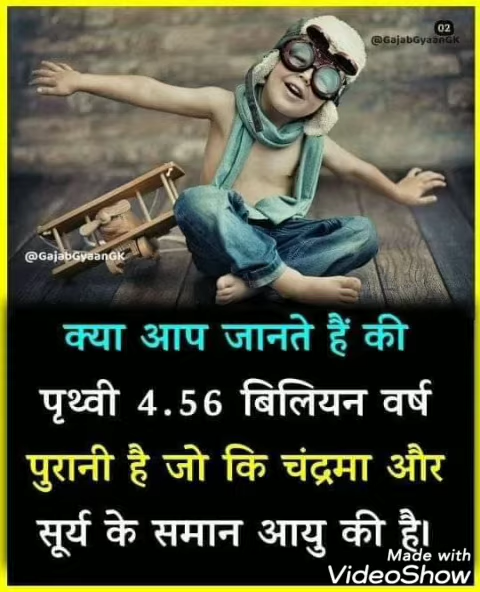 02
@GajabGyaanGK
@GajabGyaanGK
क्या आप जानते हैं की
पृथ्वी 4.56 बिलियन वर्ष
पुरानी है जो कि चंद्रमा और
सूर्य के समान आयु की है।
Made with
VideoShow